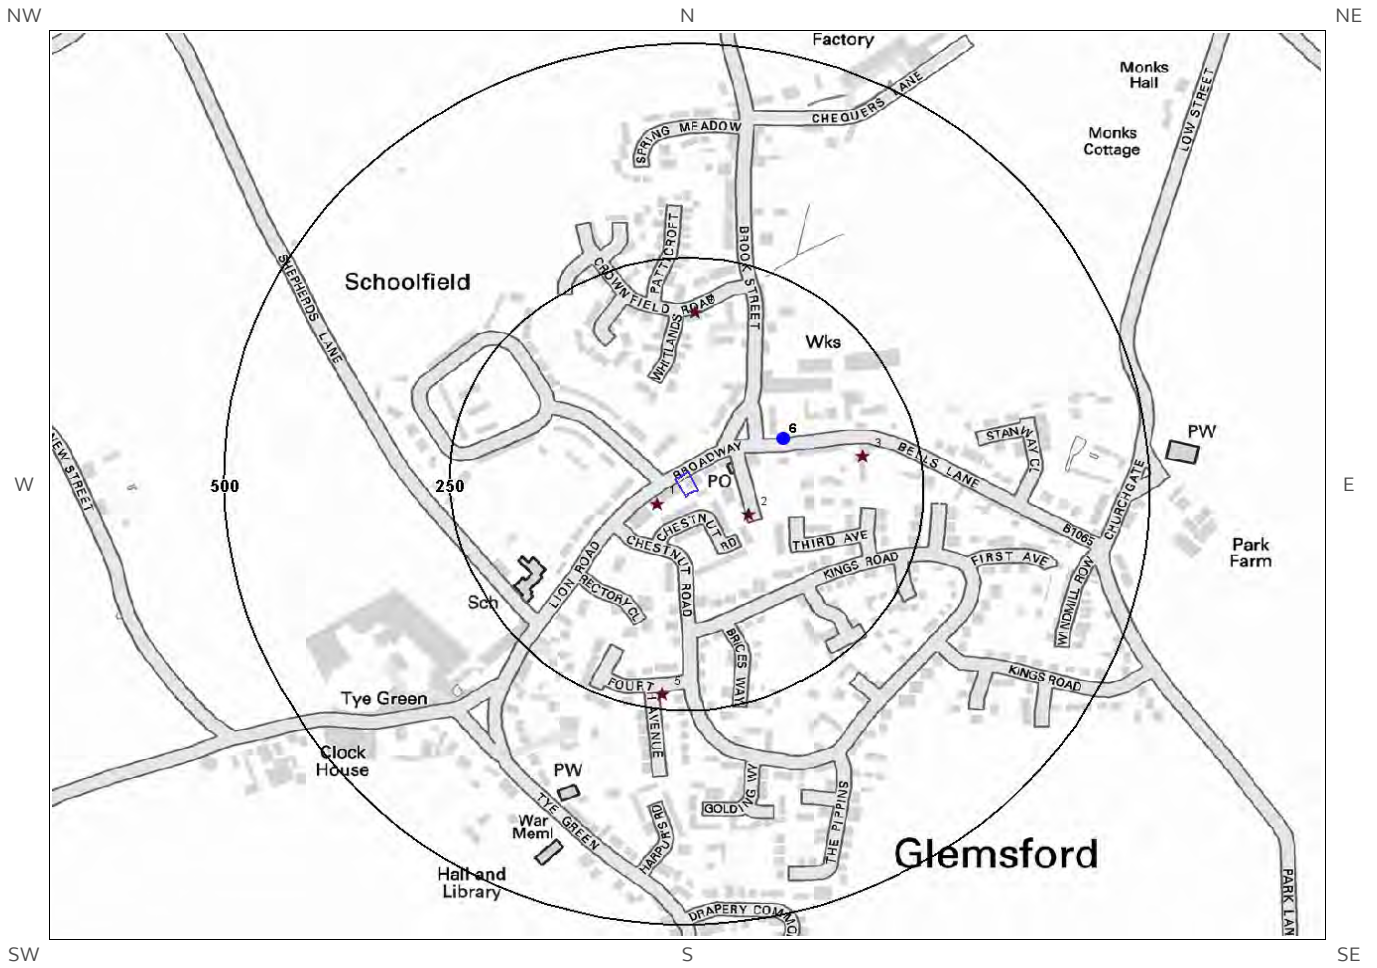 NW
N
NE
Factory
Monks
Hall
Monks
Cottage
LOW STREET
CHEQUERS LANE
SPRING MEADOW
BROOK STREET
PATTICROFT
CROWNFIELD ROAD
WHITLANDS
SHEPHERDS LANE
Schoolfield
Wks
6
3
STANWAY CL
PW
BROADWAY
BELLS LANE
PO
1
2
W
500
250
E
NEW STREET
CHESTNUT RD
CHESTNUT ROAD
THIRD AVE
KINGS ROAD
FIRST AVE
B1065
CHURCHGATE
WINDMILL ROW
Park
Farm
LION ROAD
RECTORY CL
Sch
BRICES WAY
KINGS ROAD
FOURTH AVENUE
5
Tye Green
Clock
House
PW
TYE GREEN
War
Meml
GOLDING WY
HARPURS RD
THE PIPPINS
Glemsford
Hall and
Library
DRAPERY COMMO
PARK LAN
SW
S
SE